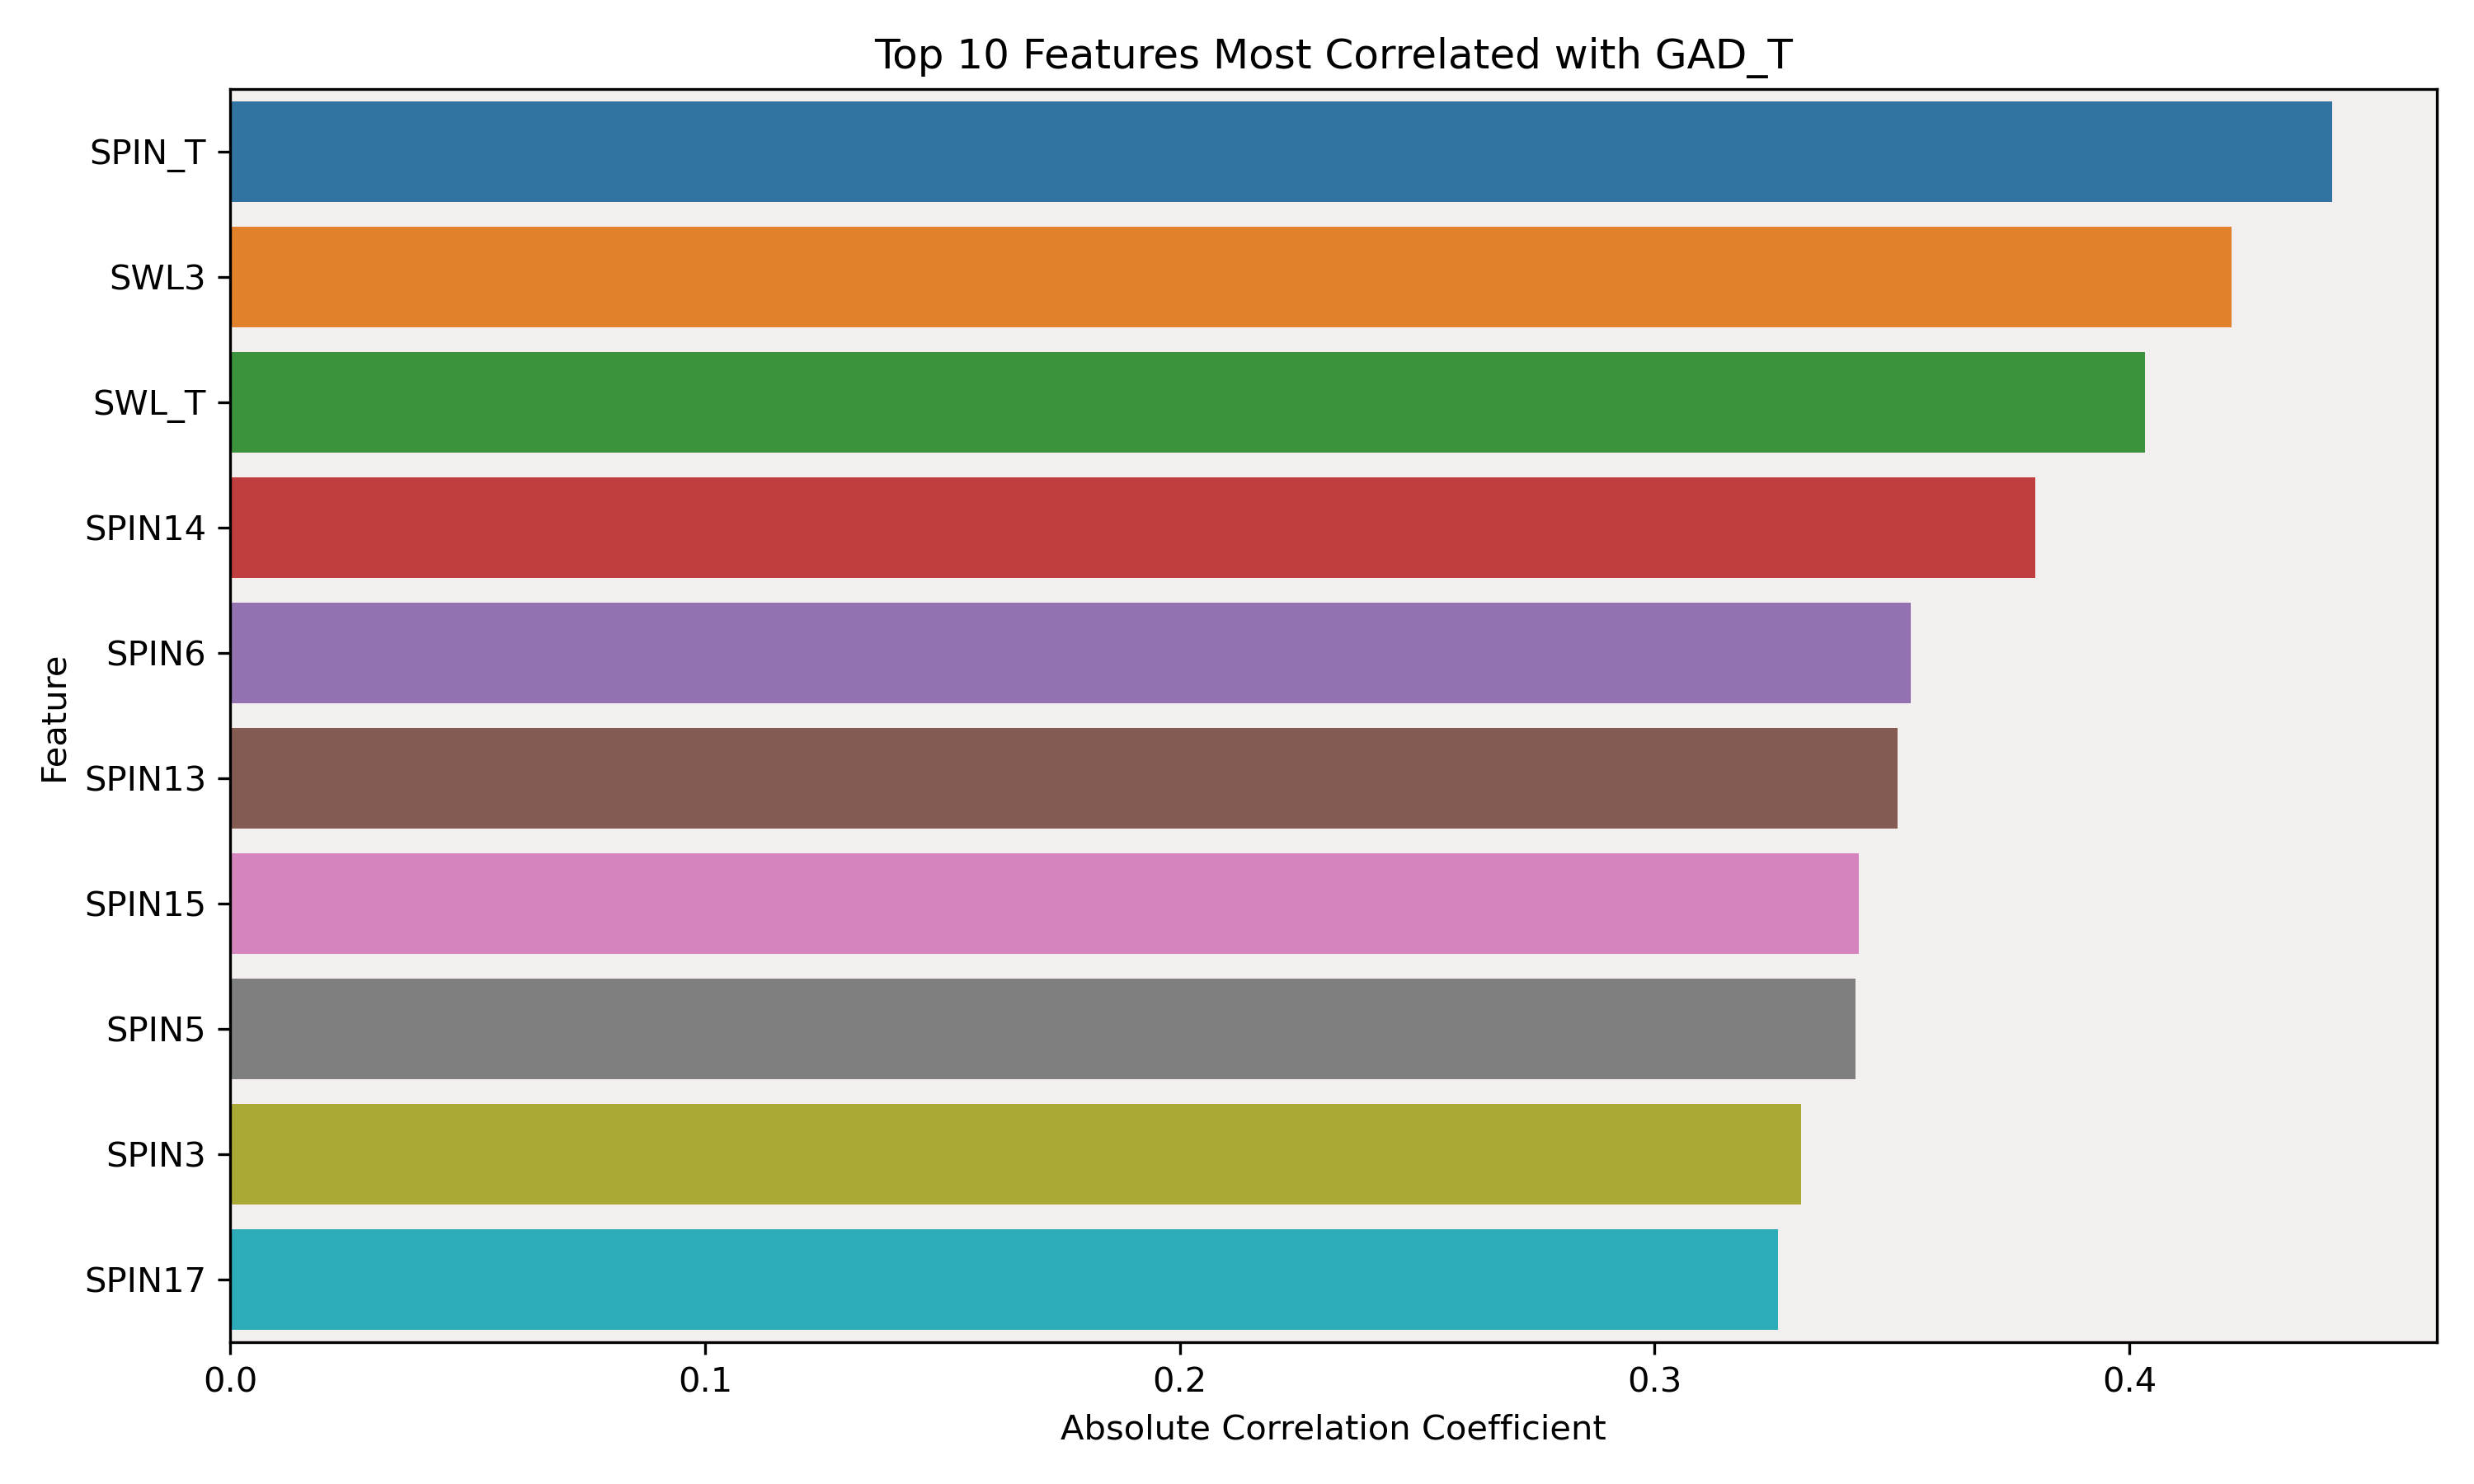 Top 10 Features Most Correlated with GAD_T
SPIN_T
SWL3
SWL_T
SPIN14
SPIN6
SPIN13
SPIN15
SPIN5
SPIN3
SPIN17
Feature
0.0 0.1 0.2 0.3 0.4
Absolute Correlation Coefficient